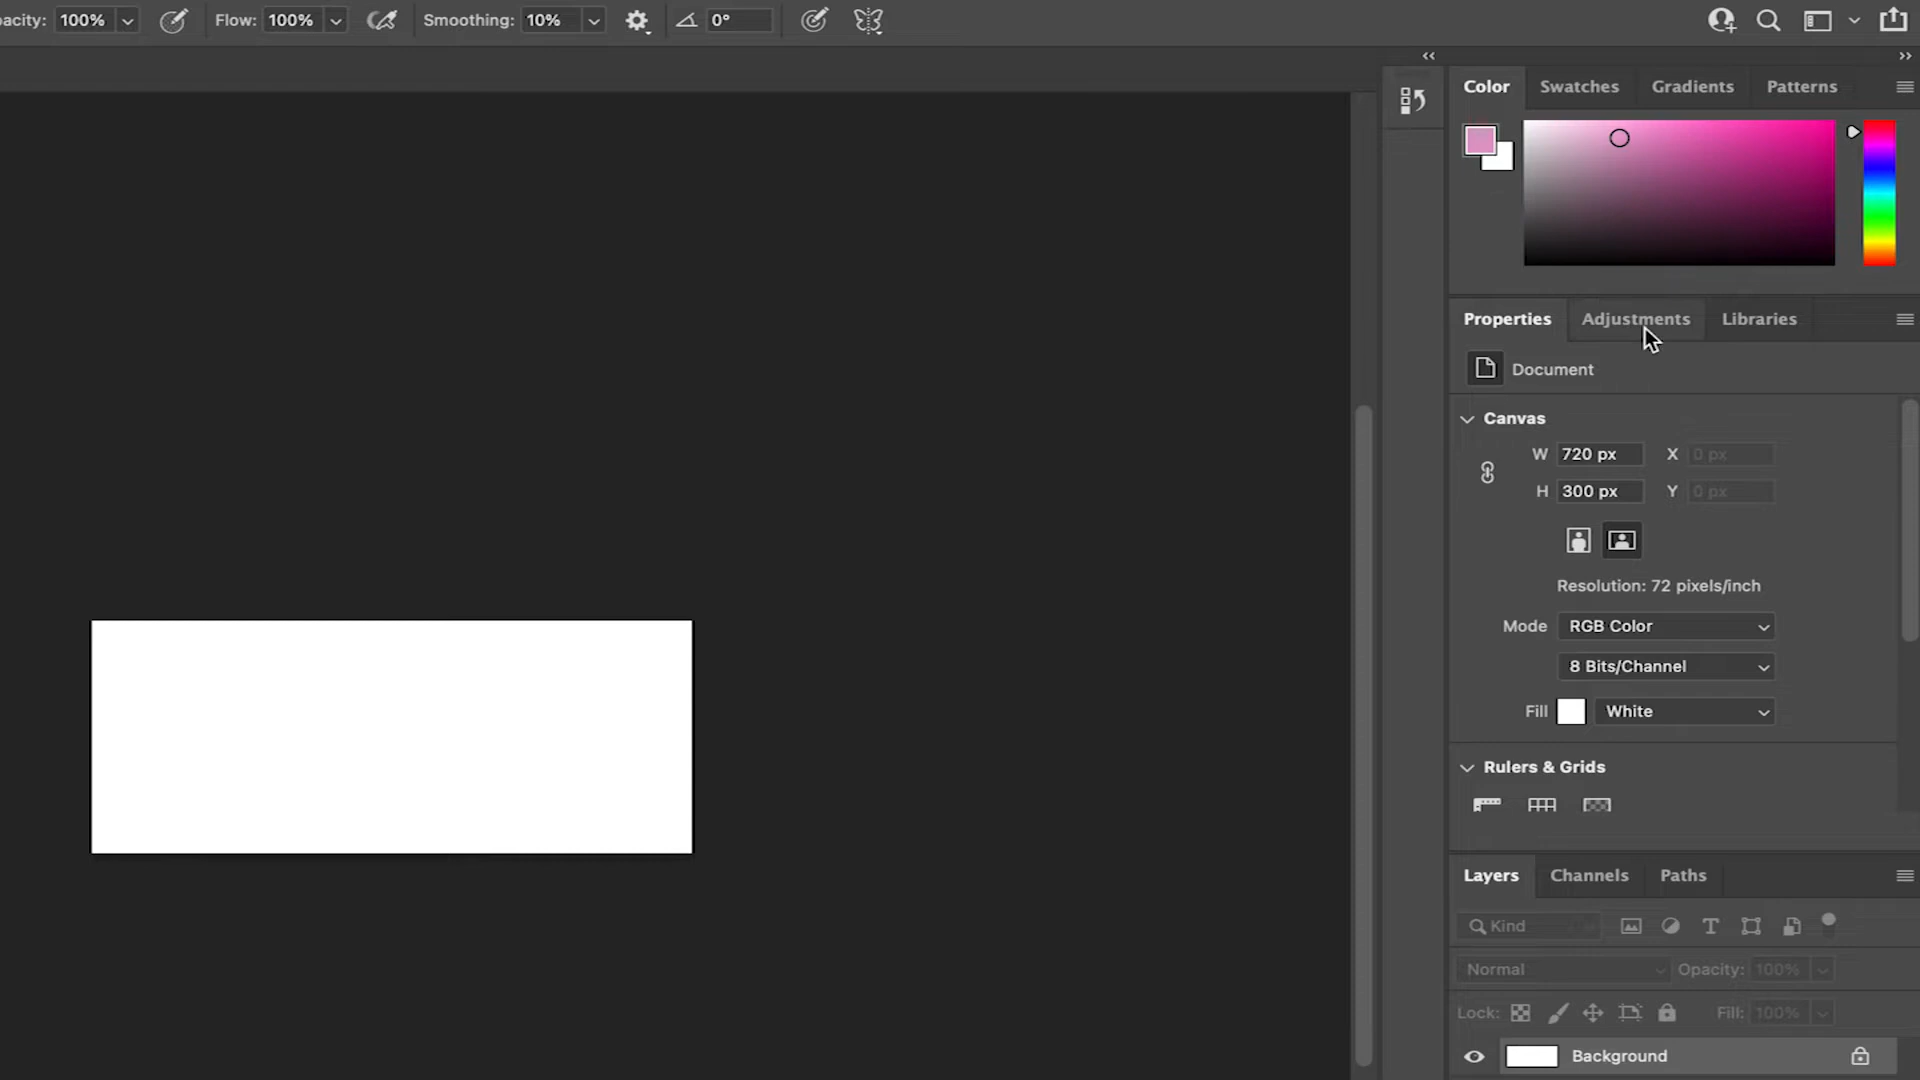 acity: 100% Flow: 100% Smoothing: 10% 0°
Color Swatches Gradients Patterns
Properties Adjustments Libraries
Document
Canvas
W 720 px X 0 px
H 300 px Y 0 px
Resolution: 72 pixels/inch
Mode RGB Color
8 Bits/Channel
Fill White
Rulers & Grids
Layers Channels Paths
Kind
Normal Opacity: 100%
Lock: Fill: 100%
Background